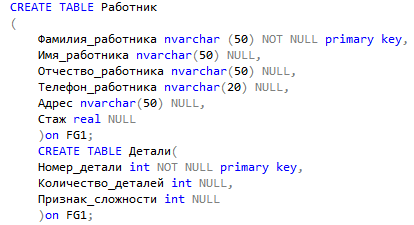 CREATE TABLE Работник
(
Фамилия_работника nvarchar (50) NOT NULL primary key,
Имя_работника nvarchar(50) NULL,
Отчество_работника nvarchar(50) NULL,
Телефон_работника nvarchar(20) NULL,
Адрес nvarchar(50) NULL,
Стаж real NULL
)on FG1;
CREATE TABLE Детали(
Номер_детали int NOT NULL primary key,
Количество_деталей int NULL,
Признак_сложности int NULL
)on FG1;